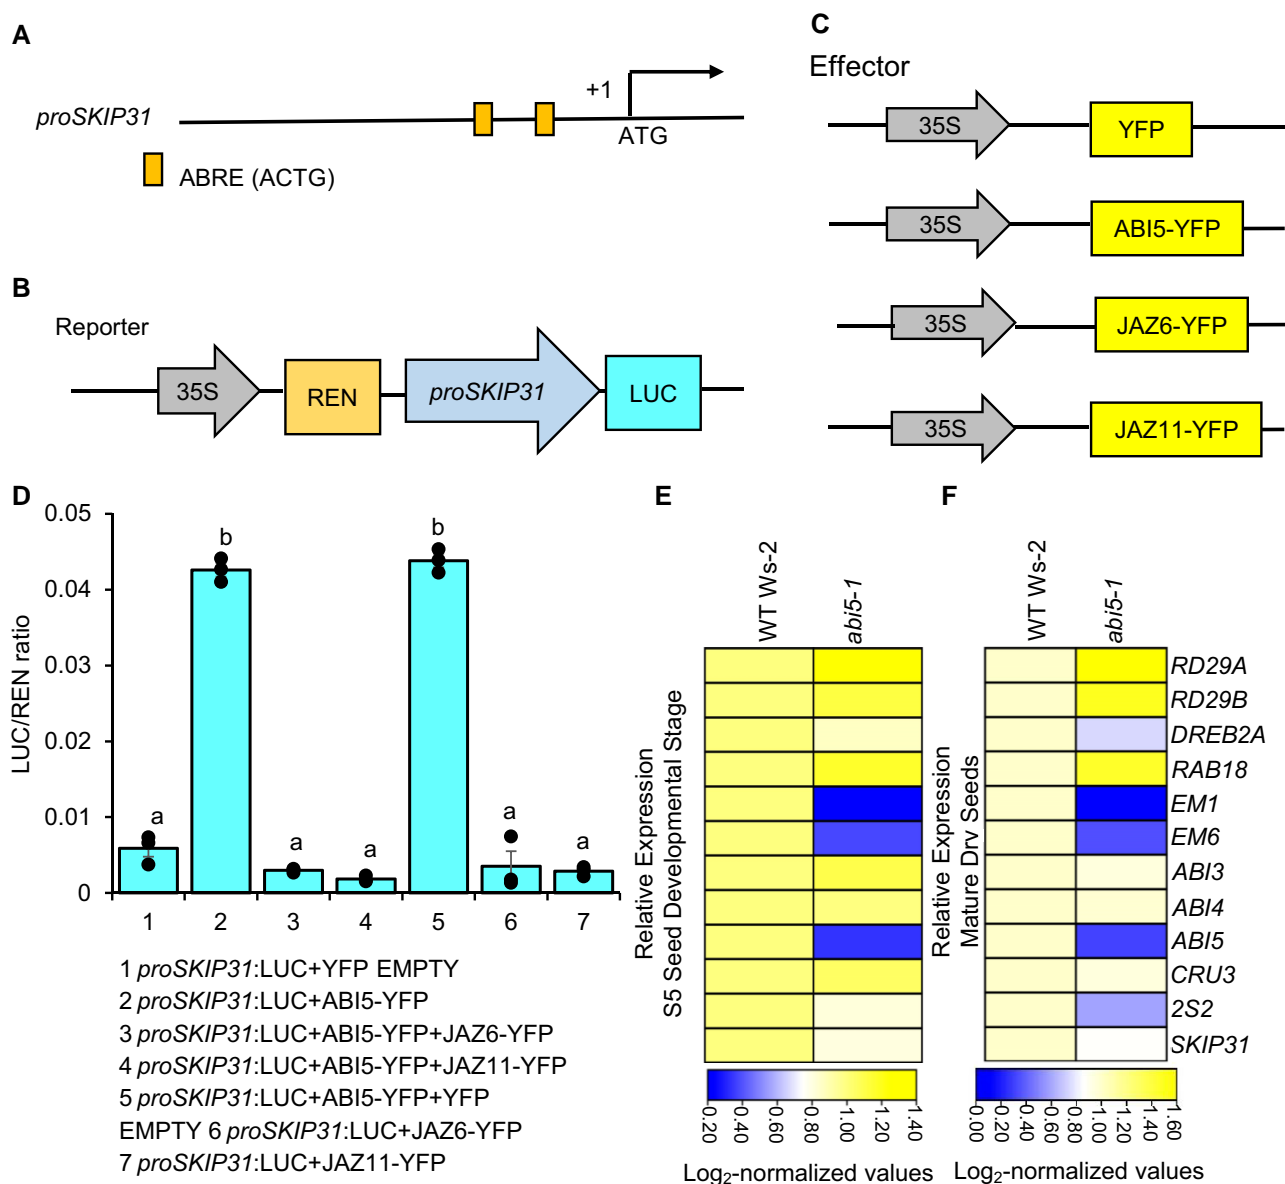 A
proSKIP31
+1
ATG
ABRE (ACTG)
B
Reporter
35S
REN
proSKIP31
LUC
C
Effector
35S
YFP
35S
ABI5-YFP
35S
JAZ6-YFP
35S
JAZ11-YFP
D
LUC/REN ratio
0.05
0.04
0.03
0.02
0.01
0
a
b
a
a
b
a
a
1 2 3 4 5 6 7
1 proSKIP31:LUC+YFP EMPTY
2 proSKIP31:LUC+ABI5-YFP
3 proSKIP31:LUC+ABI5-YFP+JAZ6-YFP
4 proSKIP31:LUC+ABI5-YFP+JAZ11-YFP
5 proSKIP31:LUC+ABI5-YFP+YFP
EMPTY 6 proSKIP31:LUC+JAZ6-YFP
7 proSKIP31:LUC+JAZ11-YFP
E
WT Ws-2
abi5-1
Relative Expression
S5 Seed Developmental Stage
0.20 0.40 0.60 0.80 1.00 1.20 1.40
Log2-normalized values
F
WT Ws-2
abi5-1
Relative Expression
Mature Dry Seeds
RD29A
RD29B
DREB2A
RAB18
EM1
EM6
ABI3
ABI4
ABI5
CRU3
2S2
SKIP31
0.00 0.20 0.40 0.60 0.80 1.00 1.20 1.40 1.60
Log2-normalized values